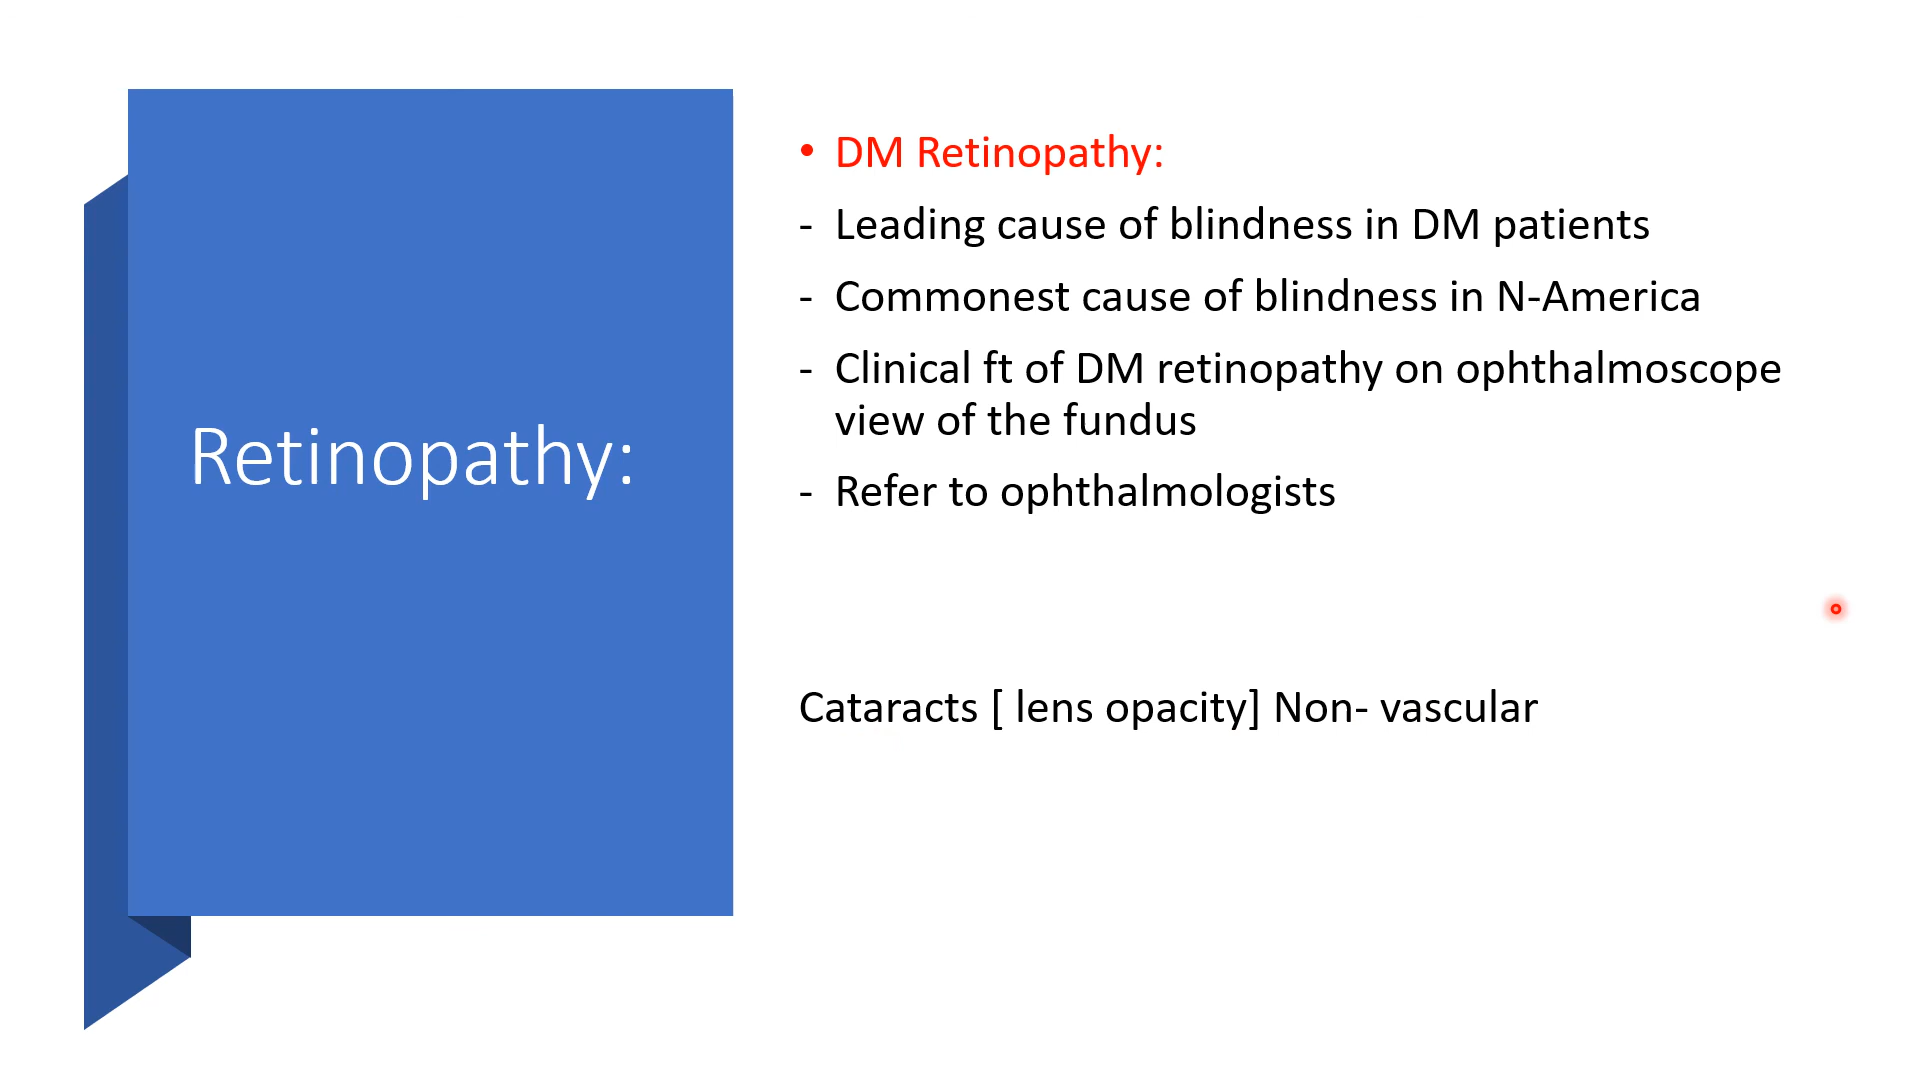 Retinopathy:
• DM Retinopathy:
- Leading cause of blindness in DM patients
- Commonest cause of blindness in N-America
- Clinical ft of DM retinopathy on ophthalmoscope
view of the fundus
- Refer to ophthalmologists
Cataracts [ lens opacity] Non- vascular